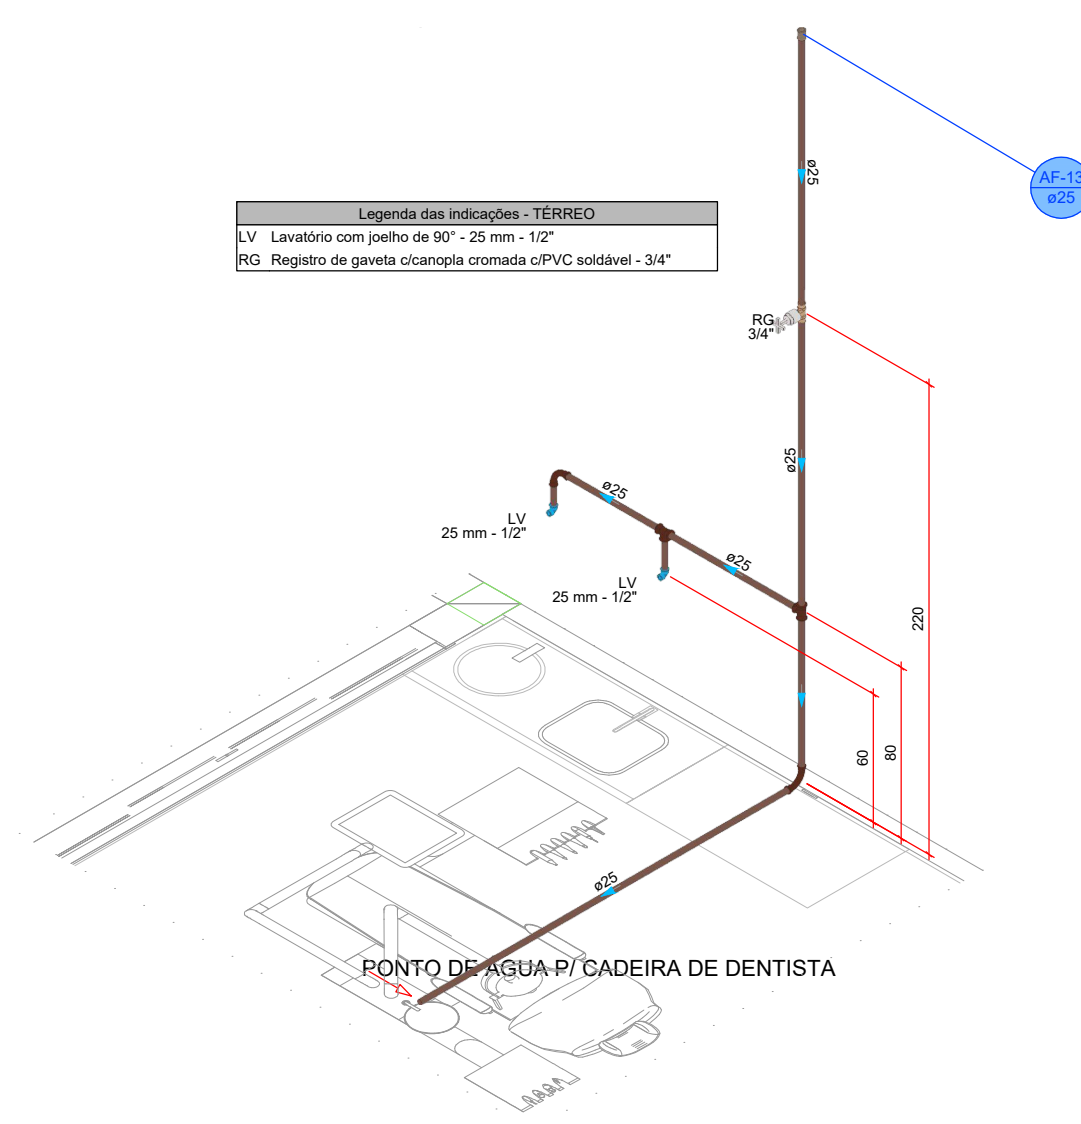 ø25
AF-13
ø25
Legenda das indicações - TÉRREO
LV Lavatório com joelho de 90° - 25 mm - 1/2"
RG Registro de gaveta c/canopla cromada c/PVC soldável - 3/4"
RG
3/4"
ø25
ø25
LV
25 mm - 1/2"
ø25
LV
25 mm - 1/2"
220
60
80
ø25
PONTO DE AGUA P/ CADEIRA DE DENTISTA